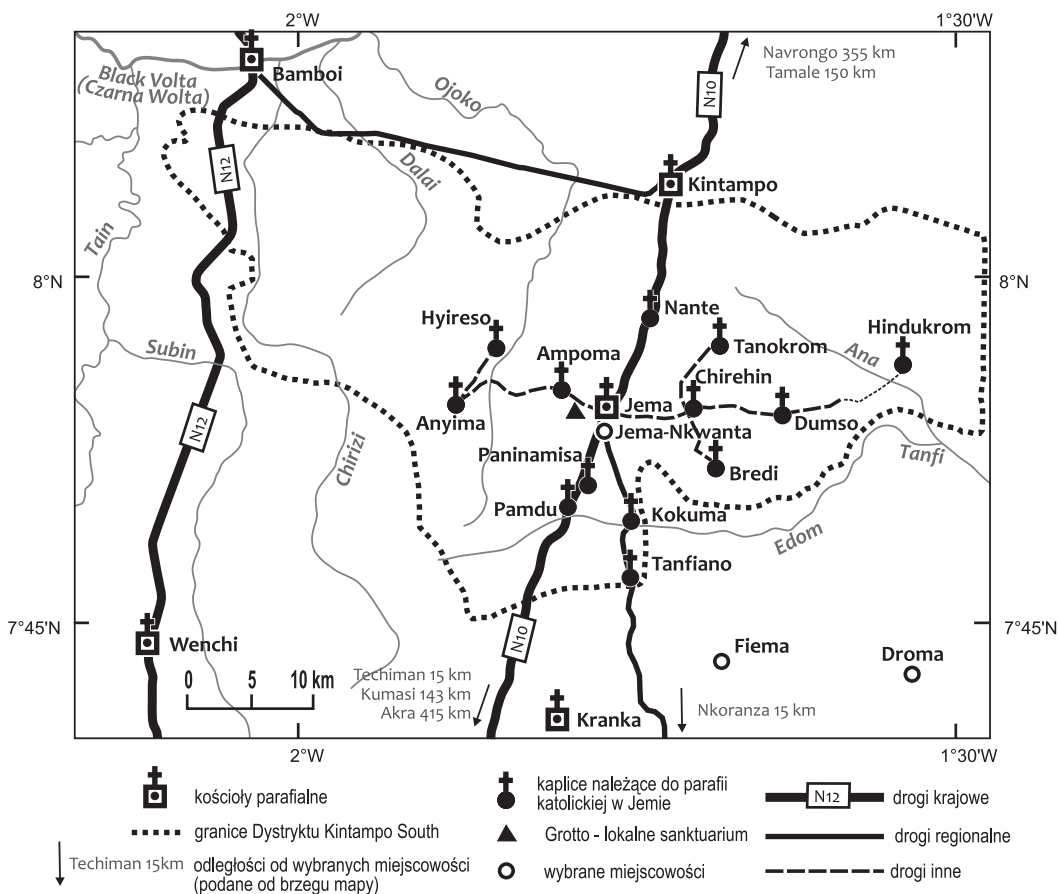 2°W
1°30'W
Navrongo 355 km
Tamale 150 km
Black Volta
(Czarna Wolta)
Bamboi
Ojoko
N10
N12
Dalai
Kintampo
Tain
8°N
8°N
Nante
Hyireso
Tanokrom
Hindukrom
Ana
Subin
Ampoma
Chirehin
Anyima
Jema
Dumso
Jema-Nkwanta
N12
Chirizi
Paninamisa
Bredi
Tanfi
Pamdu
Kokuma
Edom
Tanfiano
7°45'N
7°45'N
Wenchi
N10
Fiema
Droma
0 5 10 km
Techiman 15 km
Kumasi 143 km
Akra 415 km
Kranka
Nkoranza 15 km
2°W
1°30'W
kościoły parafialne
kaplice należące do parafii
katolickiej w Jemie
N12
drogi krajowe
granice Dystryktu Kintampo South
Grotto - lokalne sanktuarium
drogi regionalne
Techiman 15km
odległości od wybranych miejscowości
(podane od brzegu mapy)
wybrane miejscowości
drogi inne